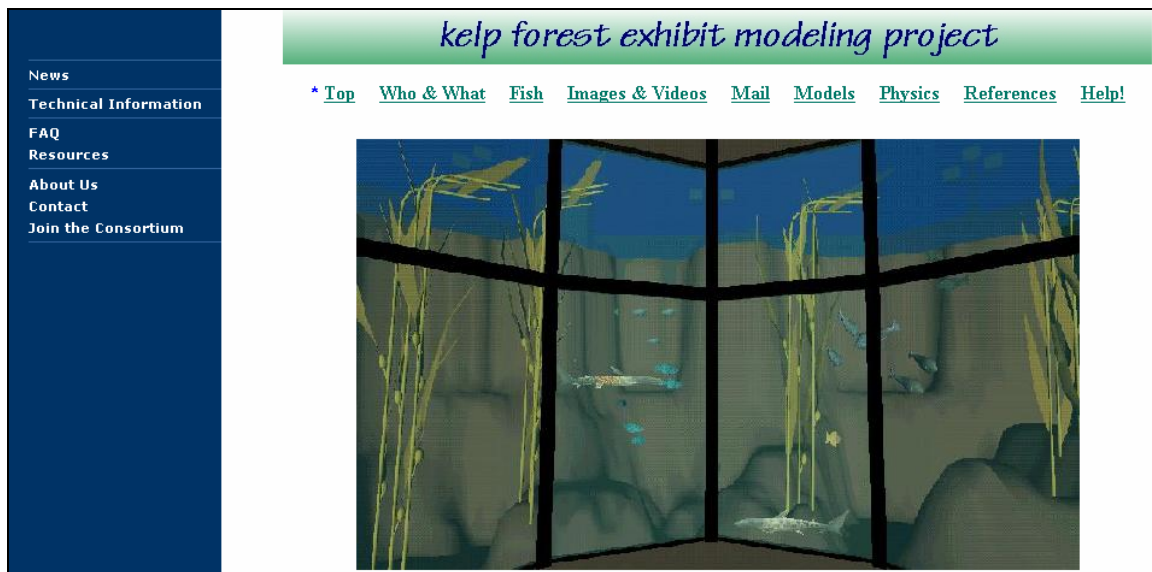 kelp forest exhibit modeling project
News
Technical Information
FAQ
Resources
About Us
Contact
Join the Consortium
* Top Who & What Fish Images & Videos Mail Models Physics References Help!